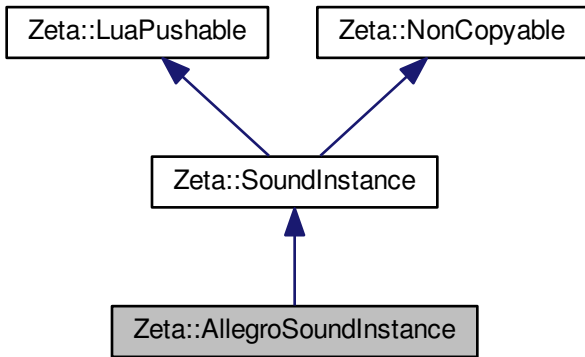 Zeta::LuaPushable
Zeta::NonCopyable
Zeta::SoundInstance
Zeta::AllegroSoundInstance